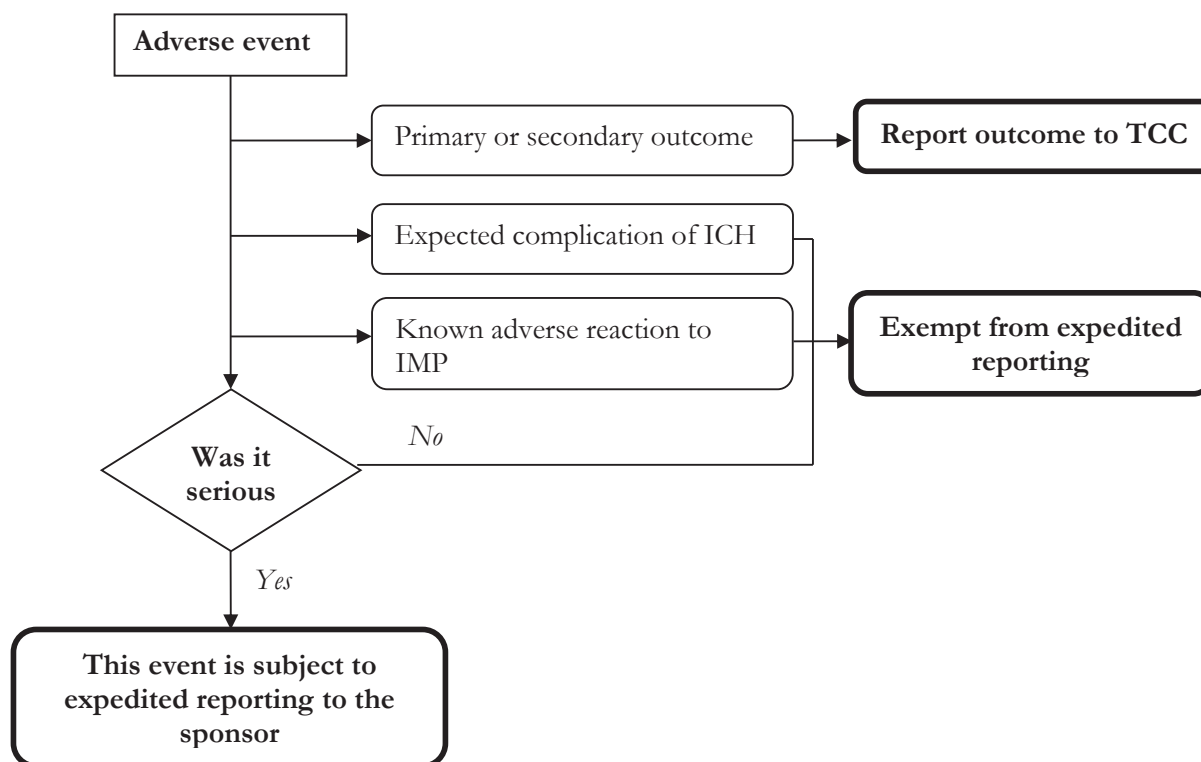 Adverse event
Primary or secondary outcome
Report outcome to TCC
Expected complication of ICH
Known adverse reaction to
IMP
Exempt from expedited
reporting
No
Was it
serious
Yes
This event is subject to
expedited reporting to the
sponsor